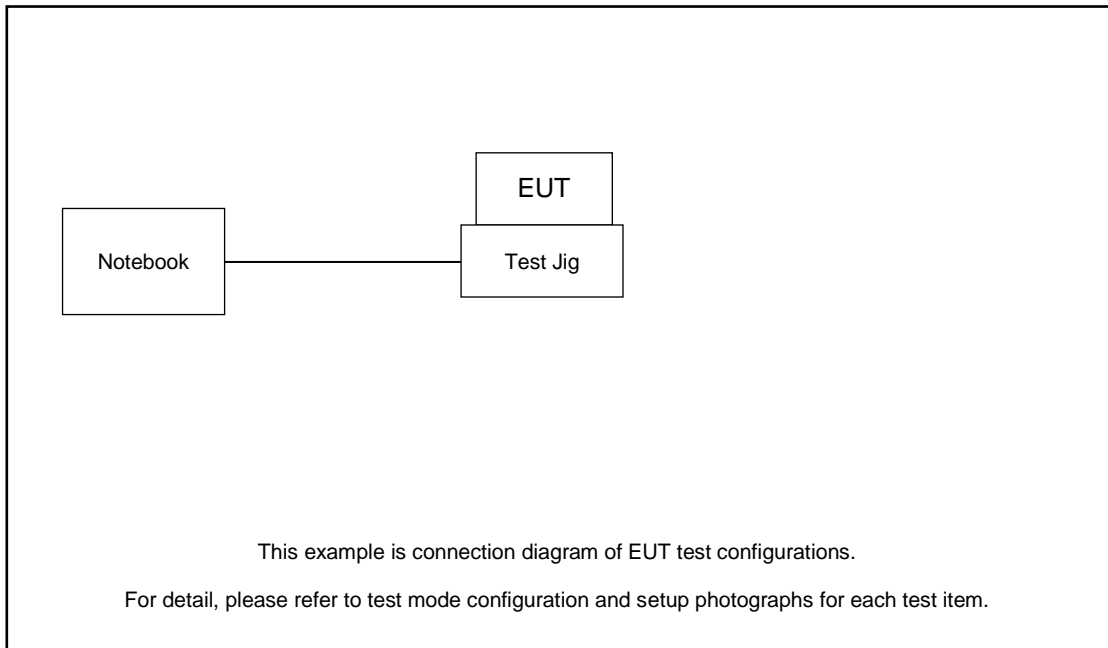 EUT
Notebook
Test Jig
This example is connection diagram of EUT test configurations.
For detail, please refer to test mode configuration and setup photographs for each test item.